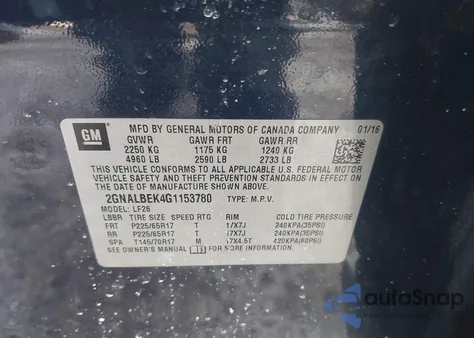 GM
MFD BY GENERAL MOTORS OF CANADA COMPANY 01/16
GVWR GAWR FRT GAWR RR
2250 KG 1175 KG 1240 KG
4960 LB 2590 LB 2733 LB
THIS VEHICLE CONFORMS TO ALL APPLICABLE U.S. FEDERAL MOTOR
VEHICLE SAFETY AND THEFT PREVENTION STANDARDS IN EFFECT
ON THE DATE OF MANUFACTURE SHOWN ABOVE.
2GNALBEK4G1153780 TYPE: M.P.V.
MODEL: LF26
LBBR TIRE SIZE SPEED RTG RIM COLD TIRE PRESSURE
FRT P225/65R17 T 17X7J 240KPA(35PSI)
RR P225/65R17 T 17X7J 240KPA(35PSI)
SPA T145/70R17 M 17X4.5T 420KPA(60PSI)
SEE OWNER'S MANUAL FOR MORE INFORMATION.
autoSnap